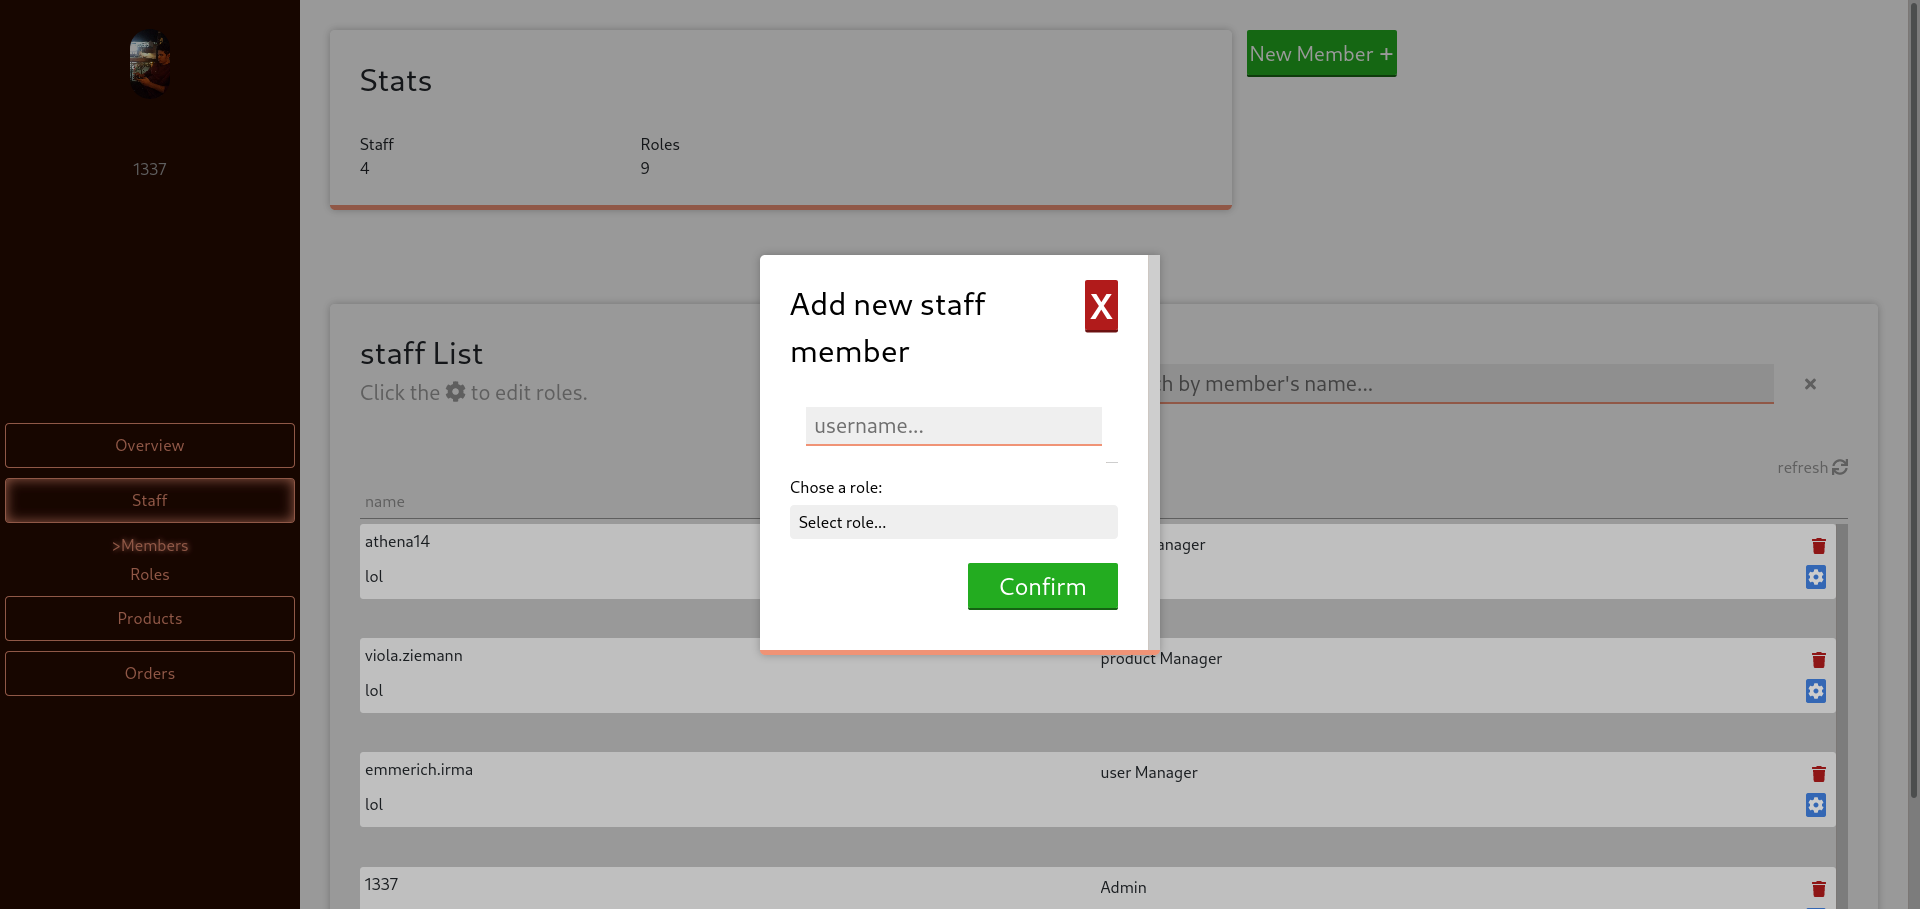 1337
Overview
Staff
>Members
Roles
Products
Orders
Stats
Staff
4
Roles
9
New Member +
staff List
Click the to edit roles.
by member's name...
×
refresh
name
athena14
lol
viola.ziemann
product Manager
lol
emmerich.irma
user Manager
lol
1337
Admin
Add new staff
member
X
username...
Chose a role:
Select role...
Confirm